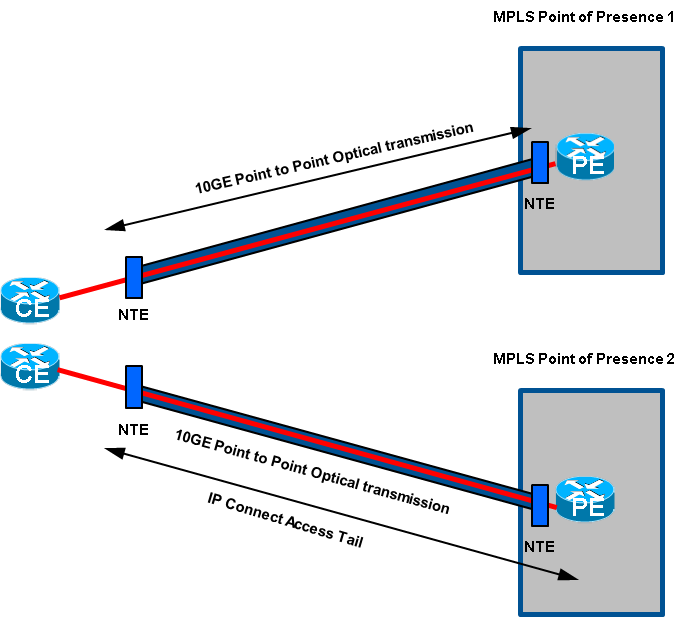 MPLS Point of Presence 1
10GE Point to Point Optical transmission
PE
NTE
CE
NTE
CE
MPLS Point of Presence 2
NTE
10GE Point to Point Optical transmission
PE
IP Connect Access Tail
NTE